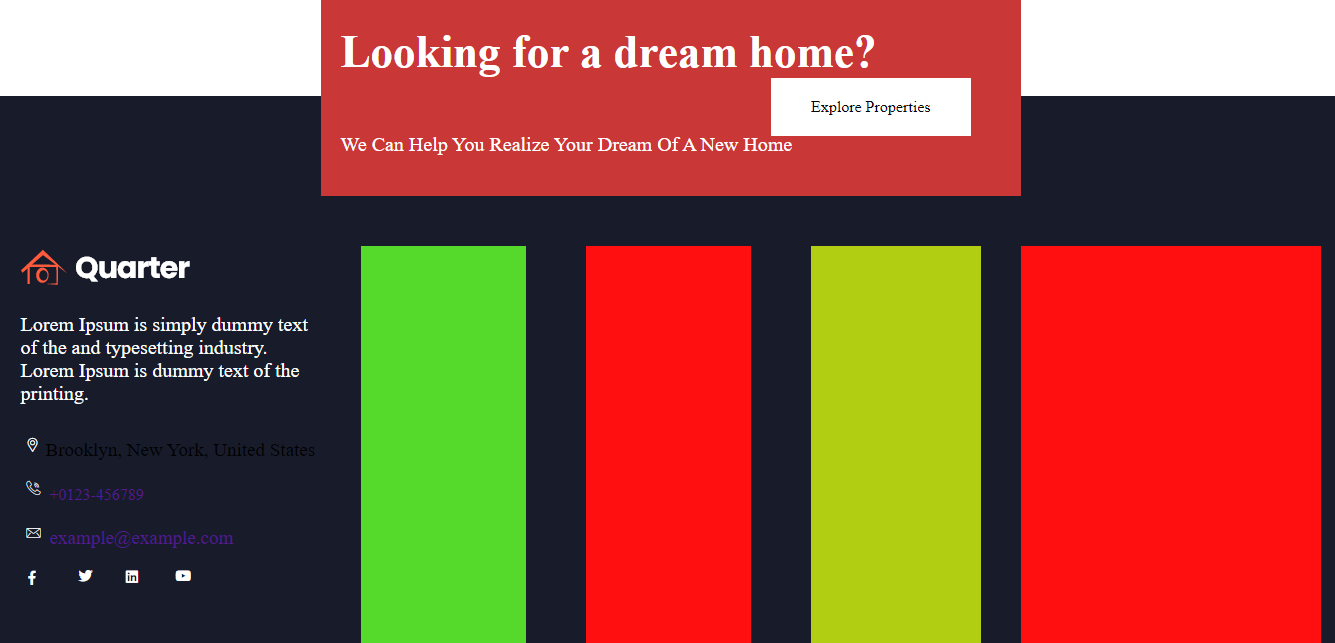 Looking for a dream home?
Explore Properties
We Can Help You Realize Your Dream Of A New Home
Quarter
Lorem Ipsum is simply dummy text
of the and typesetting industry.
Lorem Ipsum is dummy text of the
printing.
Brooklyn, New York, United States
+0123-456789
example@example.com